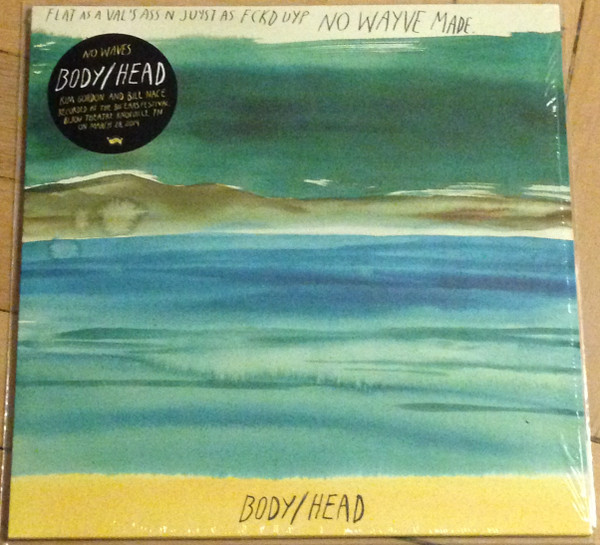 FLAT AS A VAL'S ASS N JUYST AS FCKD UYP NO WAYVE MADE.
NO WAVES
BODY/HEAD
KIM GORDON AND BILL NACE
RECORDED AT THE BIG EARS FESTIVAL
BIJOU THEATRE KNOXVILLE, TN
ON MARCH 28, 2014
BODY/HEAD